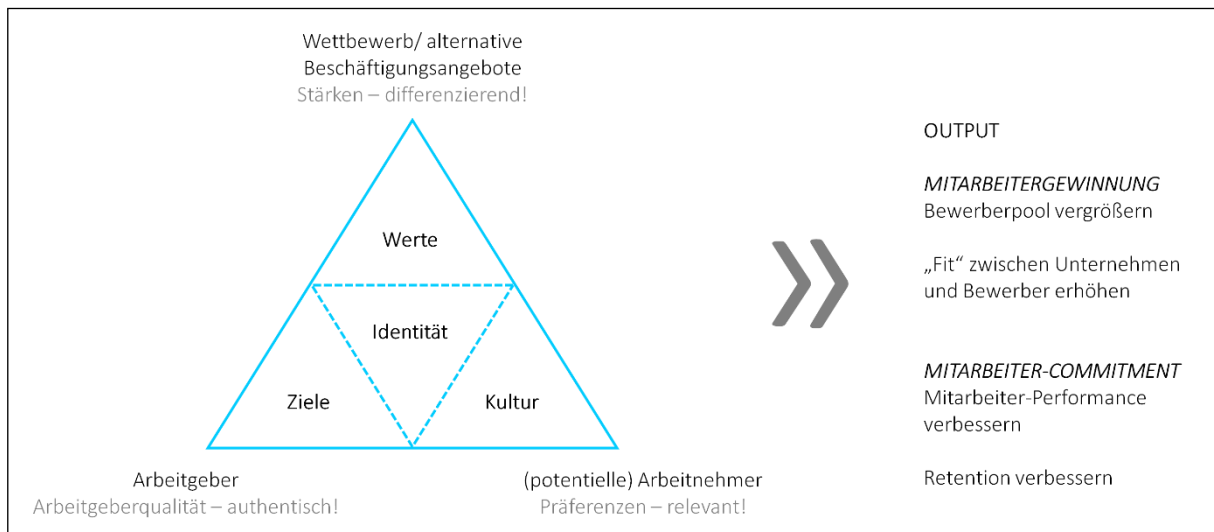 Wettbewerb/ alternative
Beschäftigungsangebote
Stärken – differenzierend!
Werte
Identität
Ziele
Kultur
Arbeitgeber
Arbeitgeberqualität – authentisch!
(potentielle) Arbeitnehmer
Präferenzen – relevant!
OUTPUT
MITARBEITERGEWINNUNG
Bewerberpool vergrößern
„Fit“ zwischen Unternehmen
und Bewerber erhöhen
MITARBEITER-COMMITMENT
Mitarbeiter-Performance
verbessern
Retention verbessern